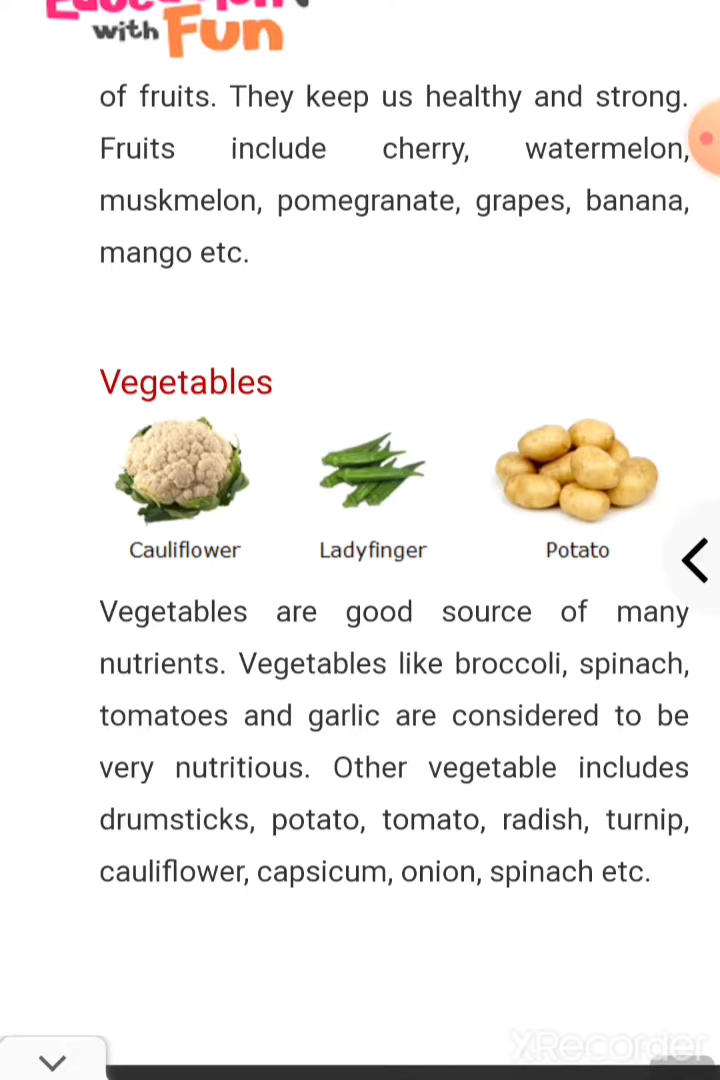 with Fun
of fruits. They keep us healthy and strong.
Fruits include cherry, watermelon,
muskmelon, pomegranate, grapes, banana,
mango etc.
Vegetables
Cauliflower Ladyfinger Potato
Vegetables are good source of many
nutrients. Vegetables like broccoli, spinach,
tomatoes and garlic are considered to be
very nutritious. Other vegetable includes
drumsticks, potato, tomato, radish, turnip,
cauliflower, capsicum, onion, spinach etc.
XRecorder